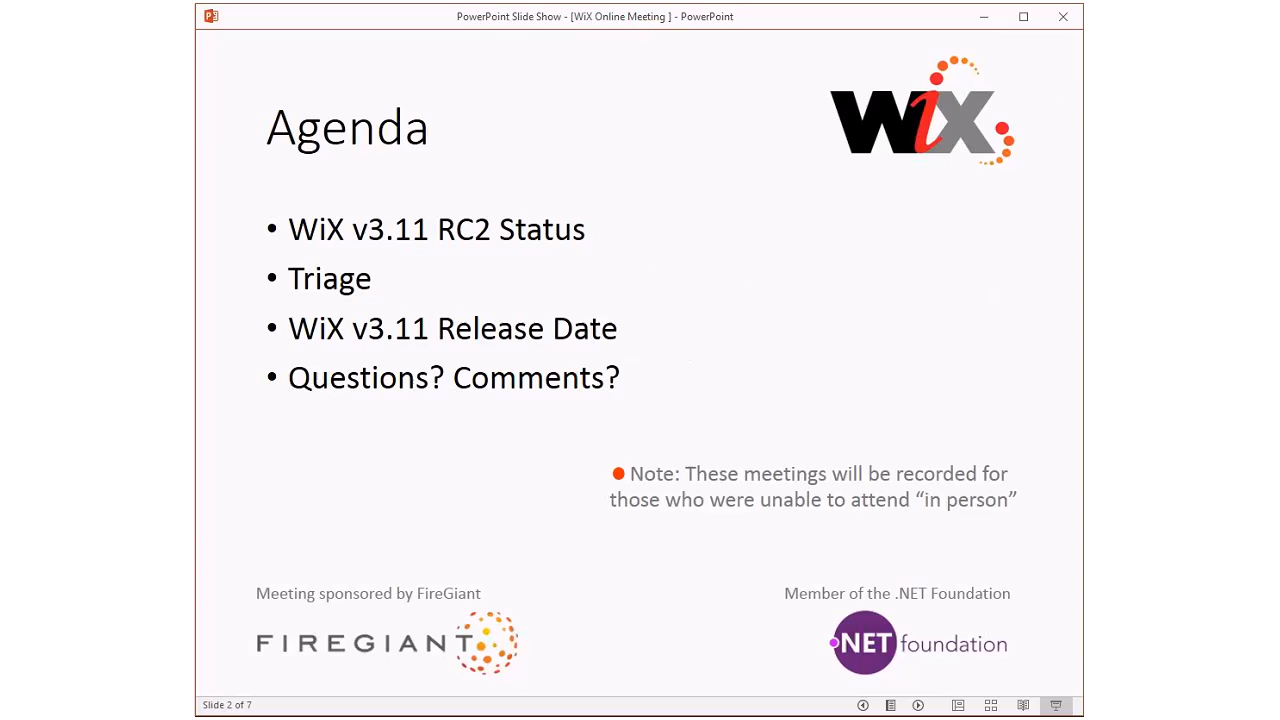 PowerPoint Slide Show - [WiX Online Meeting ] - PowerPoint
WiX
Agenda
• WiX v3.11 RC2 Status
• Triage
• WiX v3.11 Release Date
• Questions? Comments?
Note: These meetings will be recorded for
those who were unable to attend “in person”
Meeting sponsored by FireGiant
FIREGIANT
Member of the .NET Foundation
.NET foundation
Slide 2 of 7